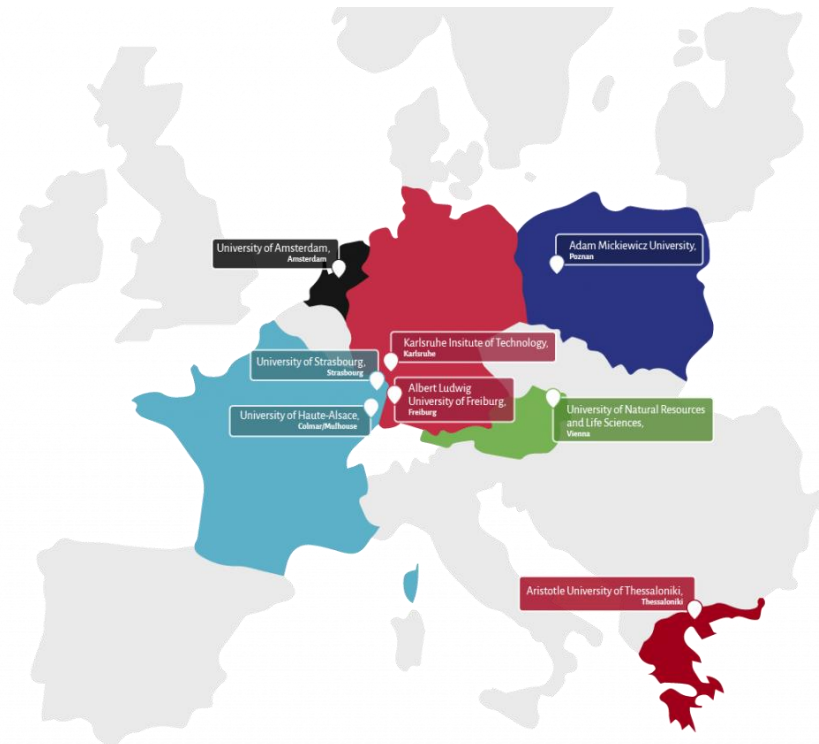 University of Amsterdam,
Amsterdam
Adam Mickiewicz University,
Poznan
Karlsruhe Insitute of Technology,
Karlsruhe
University of Strasbourg,
Strasbourg
Albert Ludwig
University of Freiburg,
Freiburg
University of Haute-Alsace,
Colmar/Mulhouse
University of Natural Resources
and Life Sciences,
Vienna
Aristotle University of Thessaloniki,
Thessaloniki